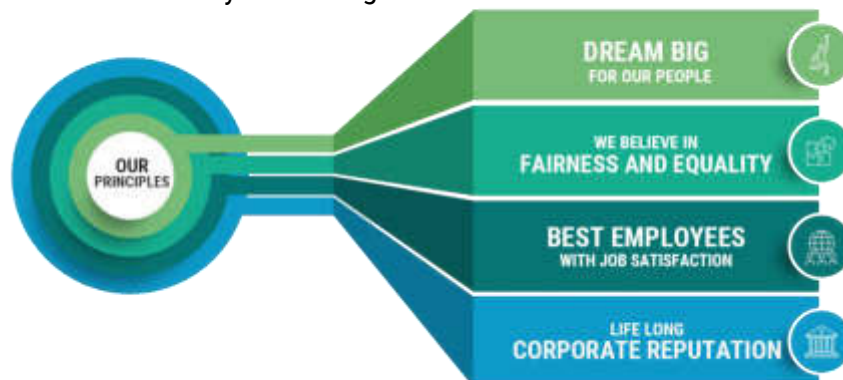 OUR
PRINCIPLES
DREAM BIG
FOR OUR PEOPLE
WE BELIEVE IN
FAIRNESS AND EQUALITY
BEST EMPLOYEES
WITH JOB SATISFACTION
LIFE LONG
CORPORATE REPUTATION